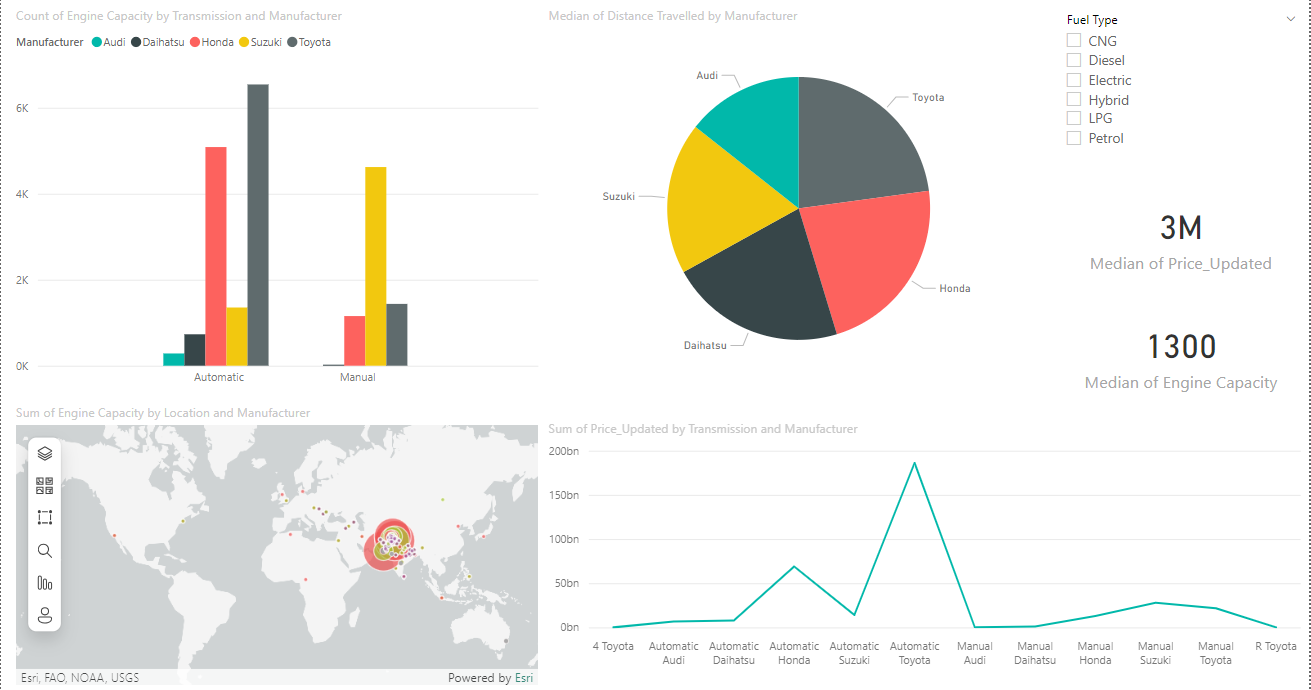 Count of Engine Capacity by Transmission and Manufacturer
Manufacturer Audi Daihatsu Honda Suzuki Toyota
6K
4K
2K
0K
Automatic Manual
Median of Distance Travelled by Manufacturer
Audi
Toyota
Suzuki
Honda
Daihatsu
Fuel Type
CNG
Diesel
Electric
Hybrid
LPG
Petrol
3M
Median of Price_Updated
1300
Median of Engine Capacity
Sum of Engine Capacity by Location and Manufacturer
Esri, FAO, NOAA, USGS Powered by Esri
Sum of Price_Updated by Transmission and Manufacturer
200bn
150bn
100bn
50bn
0bn
4 Toyota Automatic Automatic Automatic Automatic Automatic Manual Manual Manual Manual Manual R Toyota
Audi Daihatsu Honda Suzuki Toyota Audi Daihatsu Honda Suzuki Toyota